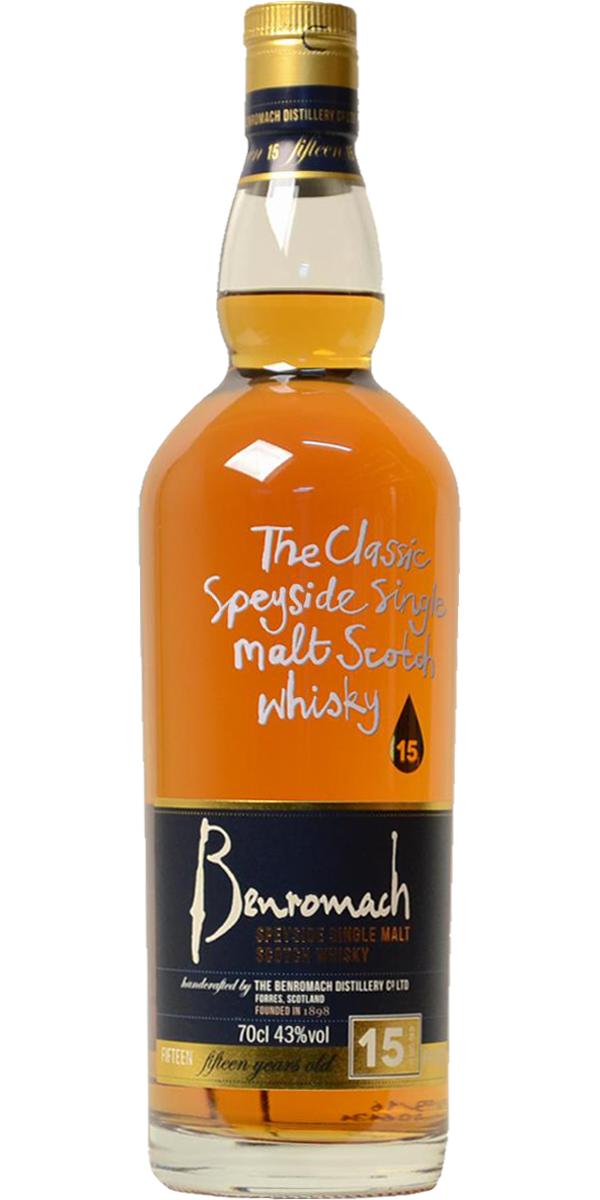 ROMACH DISTILLERY CO
15 fifteen
The Classic
Speyside Single
Malt Scotch
Whisky
15
Benromach
SPEYSIDE SINGLE MALT
SCOTCH WHISKY
handcrafted by THE BENROMACH DISTILLERY Cº LTD
FORRES, SCOTLAND
FOUNDED IN 1898
70cl 43%vol
FIFTEEN fifteen years old 15